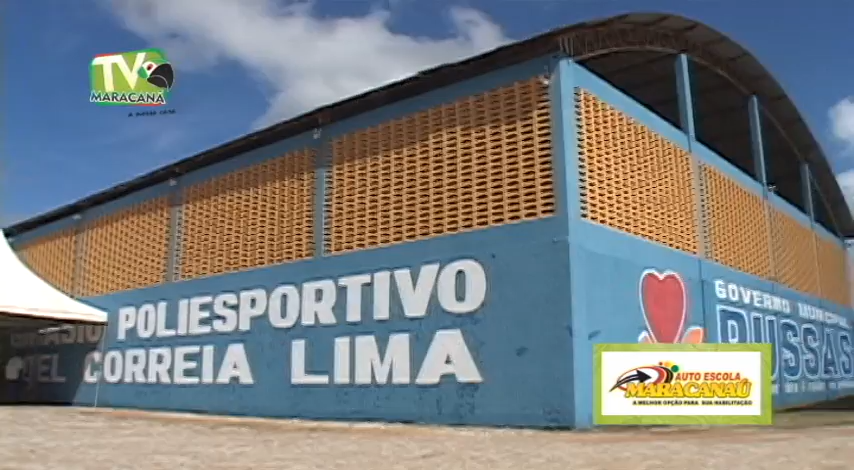 TV
MARACANÃ
POLIESPORTIVO
CORREIA LIMA
GOVERNO MUNICIPAL
RUSSAS
AUTO ESCOLA
MARACANAÚ
A MELHOR OPÇÃO PARA SUA HABILITAÇÃO